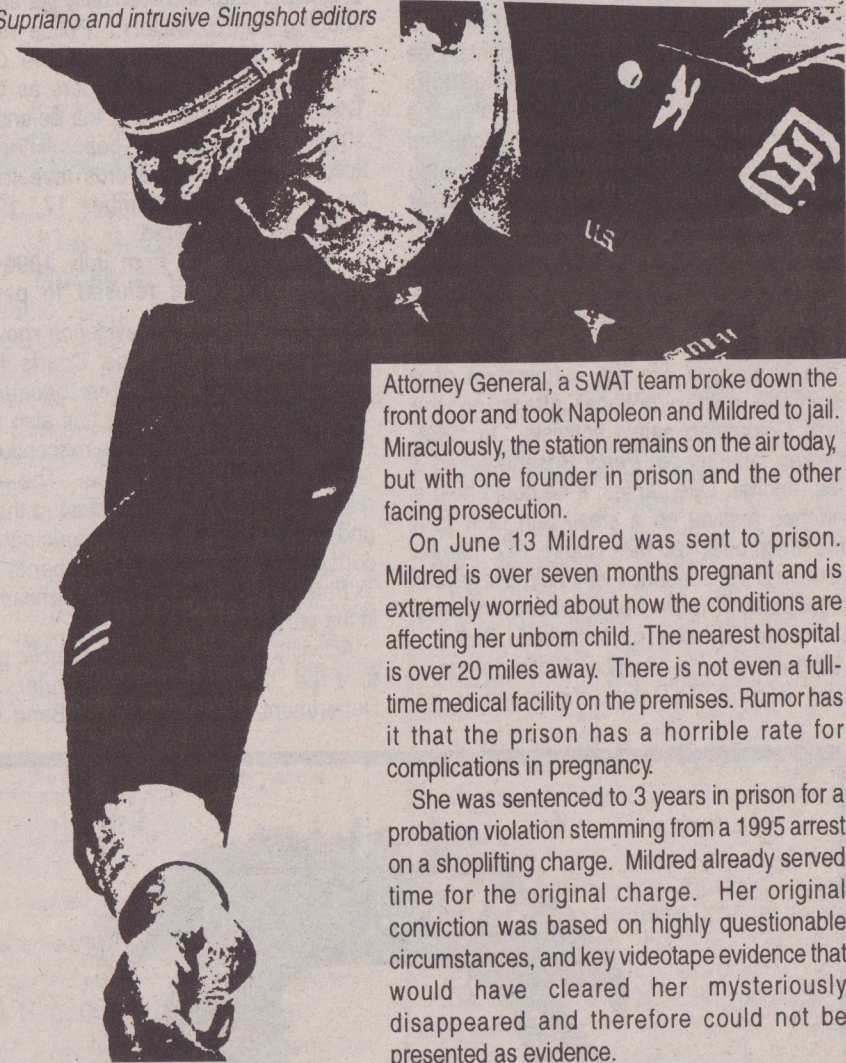 Supriano and intrusive Slingshot editors
U.S.
Attorney General, a SWAT team broke down the
front door and took Napoleon and Mildred to jail.
Miraculously, the station remains on the air today,
but with one founder in prison and the other
facing prosecution.
On June 13 Mildred was sent to prison.
Mildred is over seven months pregnant and is
extremely worried about how the conditions are
affecting her unborn child. The nearest hospital
is over 20 miles away. There is not even a full-
time medical facility on the premises. Rumor has
it that the prison has a horrible rate for
complications in pregnancy.
She was sentenced to 3 years in prison for a
probation violation stemming from a 1995 arrest
on a shoplifting charge. Mildred already served
time for the original charge. Her original
conviction was based on highly questionable
circumstances, and key videotape evidence that
would have cleared her mysteriously
disappeared and therefore could not be
presented as evidence.